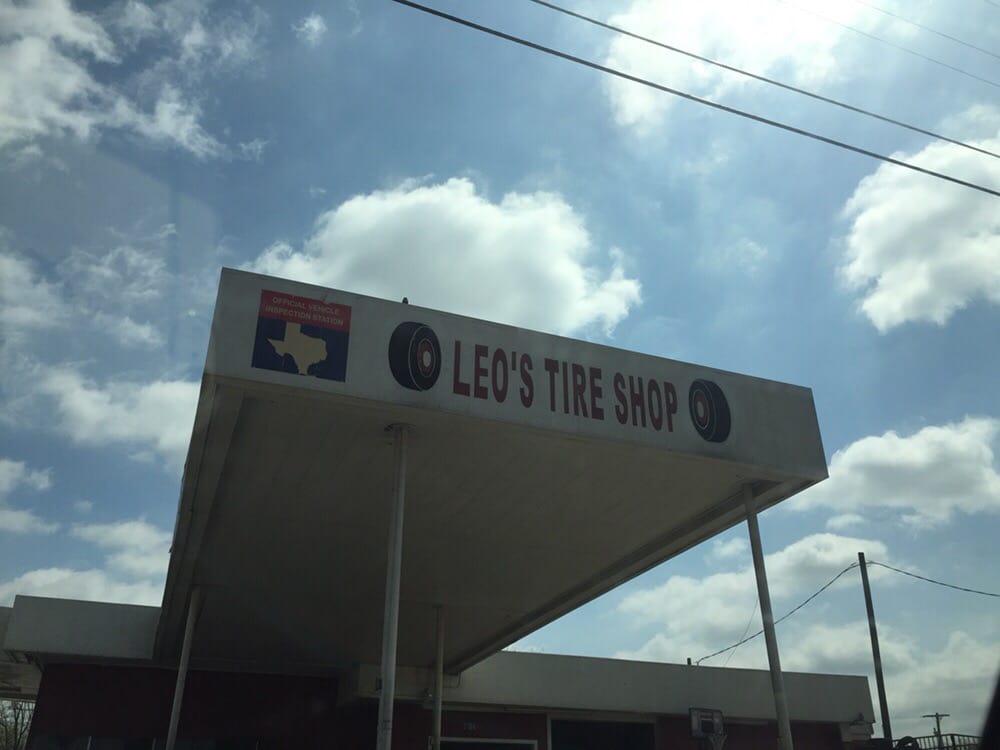 OFFICIAL VEHICLE
INSPECTION STATION
LEO'S TIRE SHOP